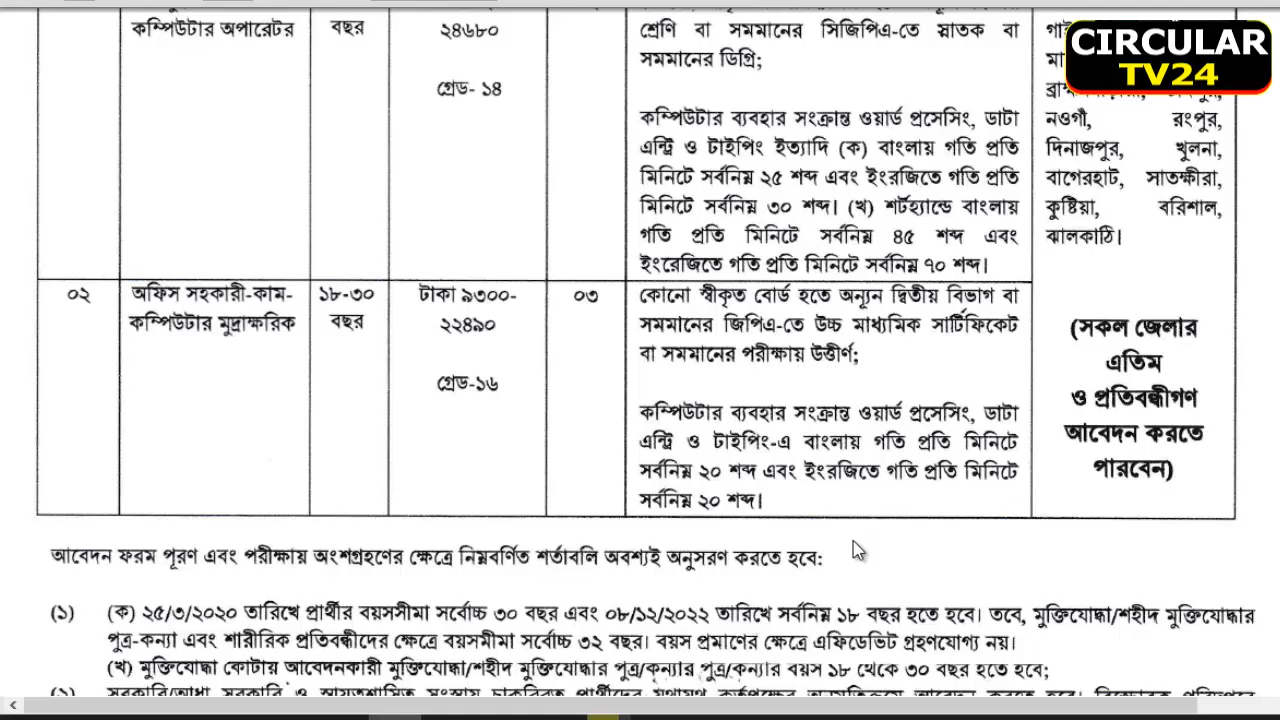 CIRCULAR
TV24
কম্পিউটার অপারেটর
বছর
২৪৬৮০
গ্রেড- ১৪
শ্রেণি বা সমমানের সিজিপিএ-তে স্নাতক বা
সমমানের ডিগ্রি;
কম্পিউটার ব্যবহার সংক্রান্ত ওয়ার্ড প্রসেসিং, ডাটা
এন্ট্রি ও টাইপিং ইত্যাদি (ক) বাংলায় গতি প্রতি
মিনিটে সর্বনিম্ন ২৫ শব্দ এবং ইংরজিতে গতি প্রতি
মিনিটে সর্বনিম্ন ৩০ শব্দ। (খ) শর্টহ্যান্ডে বাংলায়
গতি প্রতি মিনিটে সর্বনিম্ন ৪৫ শব্দ এবং
ইংরেজিতে গতি প্রতি মিনিটে সর্বনিম্ন ৭০ শব্দ।
নওগাঁ, রংপুর,
দিনাজপুর, খুলনা,
বাগেরহাট, সাতক্ষীরা,
কুষ্টিয়া, বরিশাল,
ঝালকাঠি।
০২
অফিস সহকারী-কাম-
কম্পিউটার মুদ্রাক্ষরিক
১৮-৩০
বছর
টাকা ৯৩০০-
২২৪৯০
গ্রেড-১৬
০৩
কোনো স্বীকৃত বোর্ড হতে অন্যূন দ্বিতীয় বিভাগ বা
সমমানের জিপিএ-তে উচ্চ মাধ্যমিক সার্টিফিকেট
বা সমমানের পরীক্ষায় উত্তীর্ণ;
কম্পিউটার ব্যবহার সংক্রান্ত ওয়ার্ড প্রসেসিং, ডাটা
এন্ট্রি ও টাইপিং-এ বাংলায় গতি প্রতি মিনিটে
সর্বনিম্ন ২০ শব্দ এবং ইংরজিতে গতি প্রতি মিনিটে
সর্বনিম্ন ২০ শব্দ।
(সকল জেলার
এতিম
ও প্রতিবন্ধীগণ
আবেদন করতে
পারবেন)
আবেদন ফরম পূরণ এবং পরীক্ষায় অংশগ্রহণের ক্ষেত্রে নিম্নবর্ণিত শর্তাবলি অবশ্যই অনুসরণ করতে হবে:
(১) (ক) ২৫/৩/২০২০ তারিখে প্রার্থীর বয়সসীমা সর্বোচ্চ ৩০ বছর এবং ০৮/১২/২০২২ তারিখে সর্বনিম্ন ১৮ বছর হতে হবে। তবে, মুক্তিযোদ্ধা/শহীদ মুক্তিযোদ্ধার
পুত্র-কন্যা এবং শারীরিক প্রতিবন্ধীদের ক্ষেত্রে বয়সমীমা সর্বোচ্চ ৩২ বছর। বয়স প্রমাণের ক্ষেত্রে এফিডেভিট গ্রহণযোগ্য নয়।
(খ) মুক্তিযোদ্ধা কোটায় আবেদনকারী মুক্তিযোদ্ধা/শহীদ মুক্তিযোদ্ধার পুত্র/কন্যার পুত্র/কন্যার বয়স ১৮ থেকে ৩০ বছর হতে হবে;